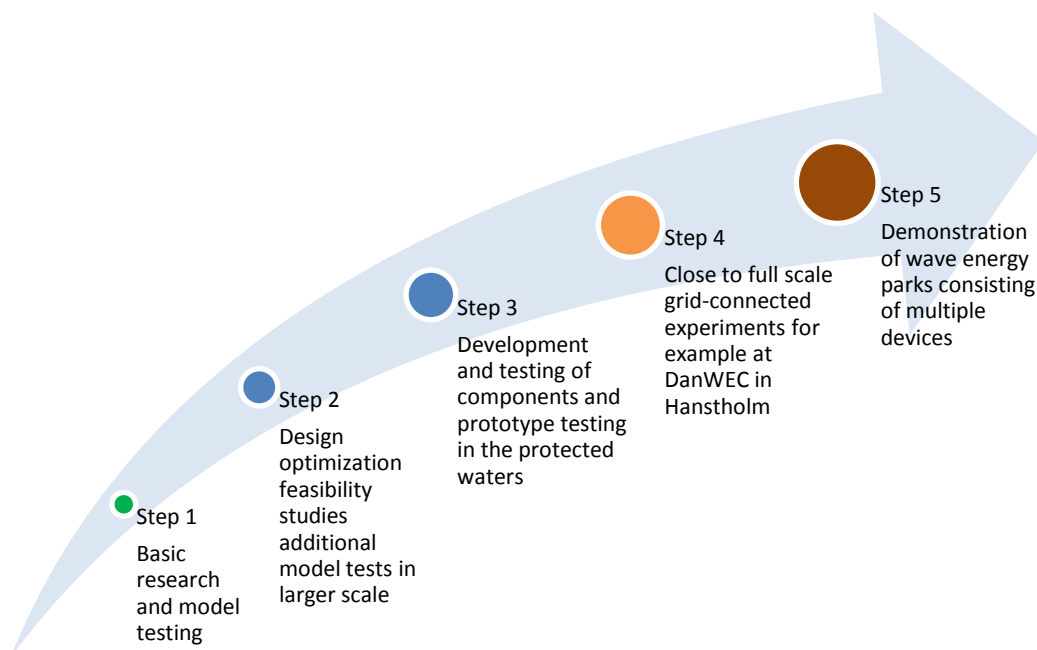 Step 1
Basic
research
and model
testing
Step 2
Design
optimization
feasibility
studies
additional
model tests in
larger scale
Step 3
Development
and testing of
components and
prototype testing
in the protected
waters
Step 4
Close to full scale
grid-connected
experiments for
example at
DanWEC in
Hanstholm
Step 5
Demonstration
of wave energy
parks consisting
of multiple
devices